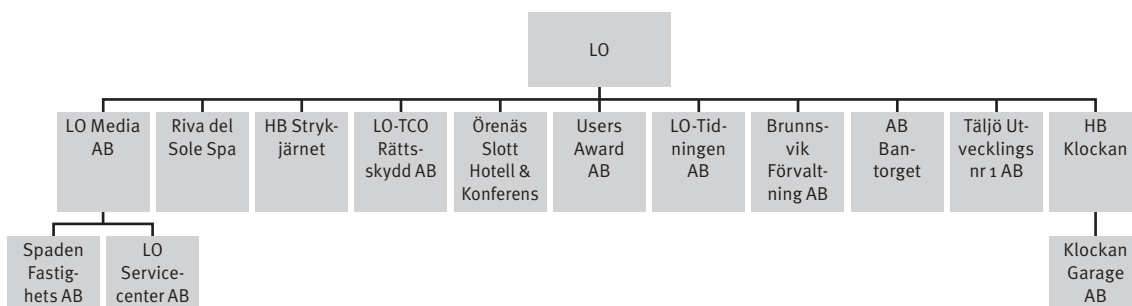 LO
LO Media
AB
Riva del
Sole Spa
HB Stryk-
järnet
LO-TCO
Rätts-
skydd AB
Örenäs
Slott
Hotell &
Konferens
Users
Award
AB
LO-Tid-
ningen
AB
Brunns-
vik
Förvalt-
ning AB
AB
Ban-
torget
Täljö Ut-
vecklings
nr 1 AB
HB
Klockan
Spaden
Fastig-
hets AB
LO
Service-
center AB
Klockan
Garage
AB